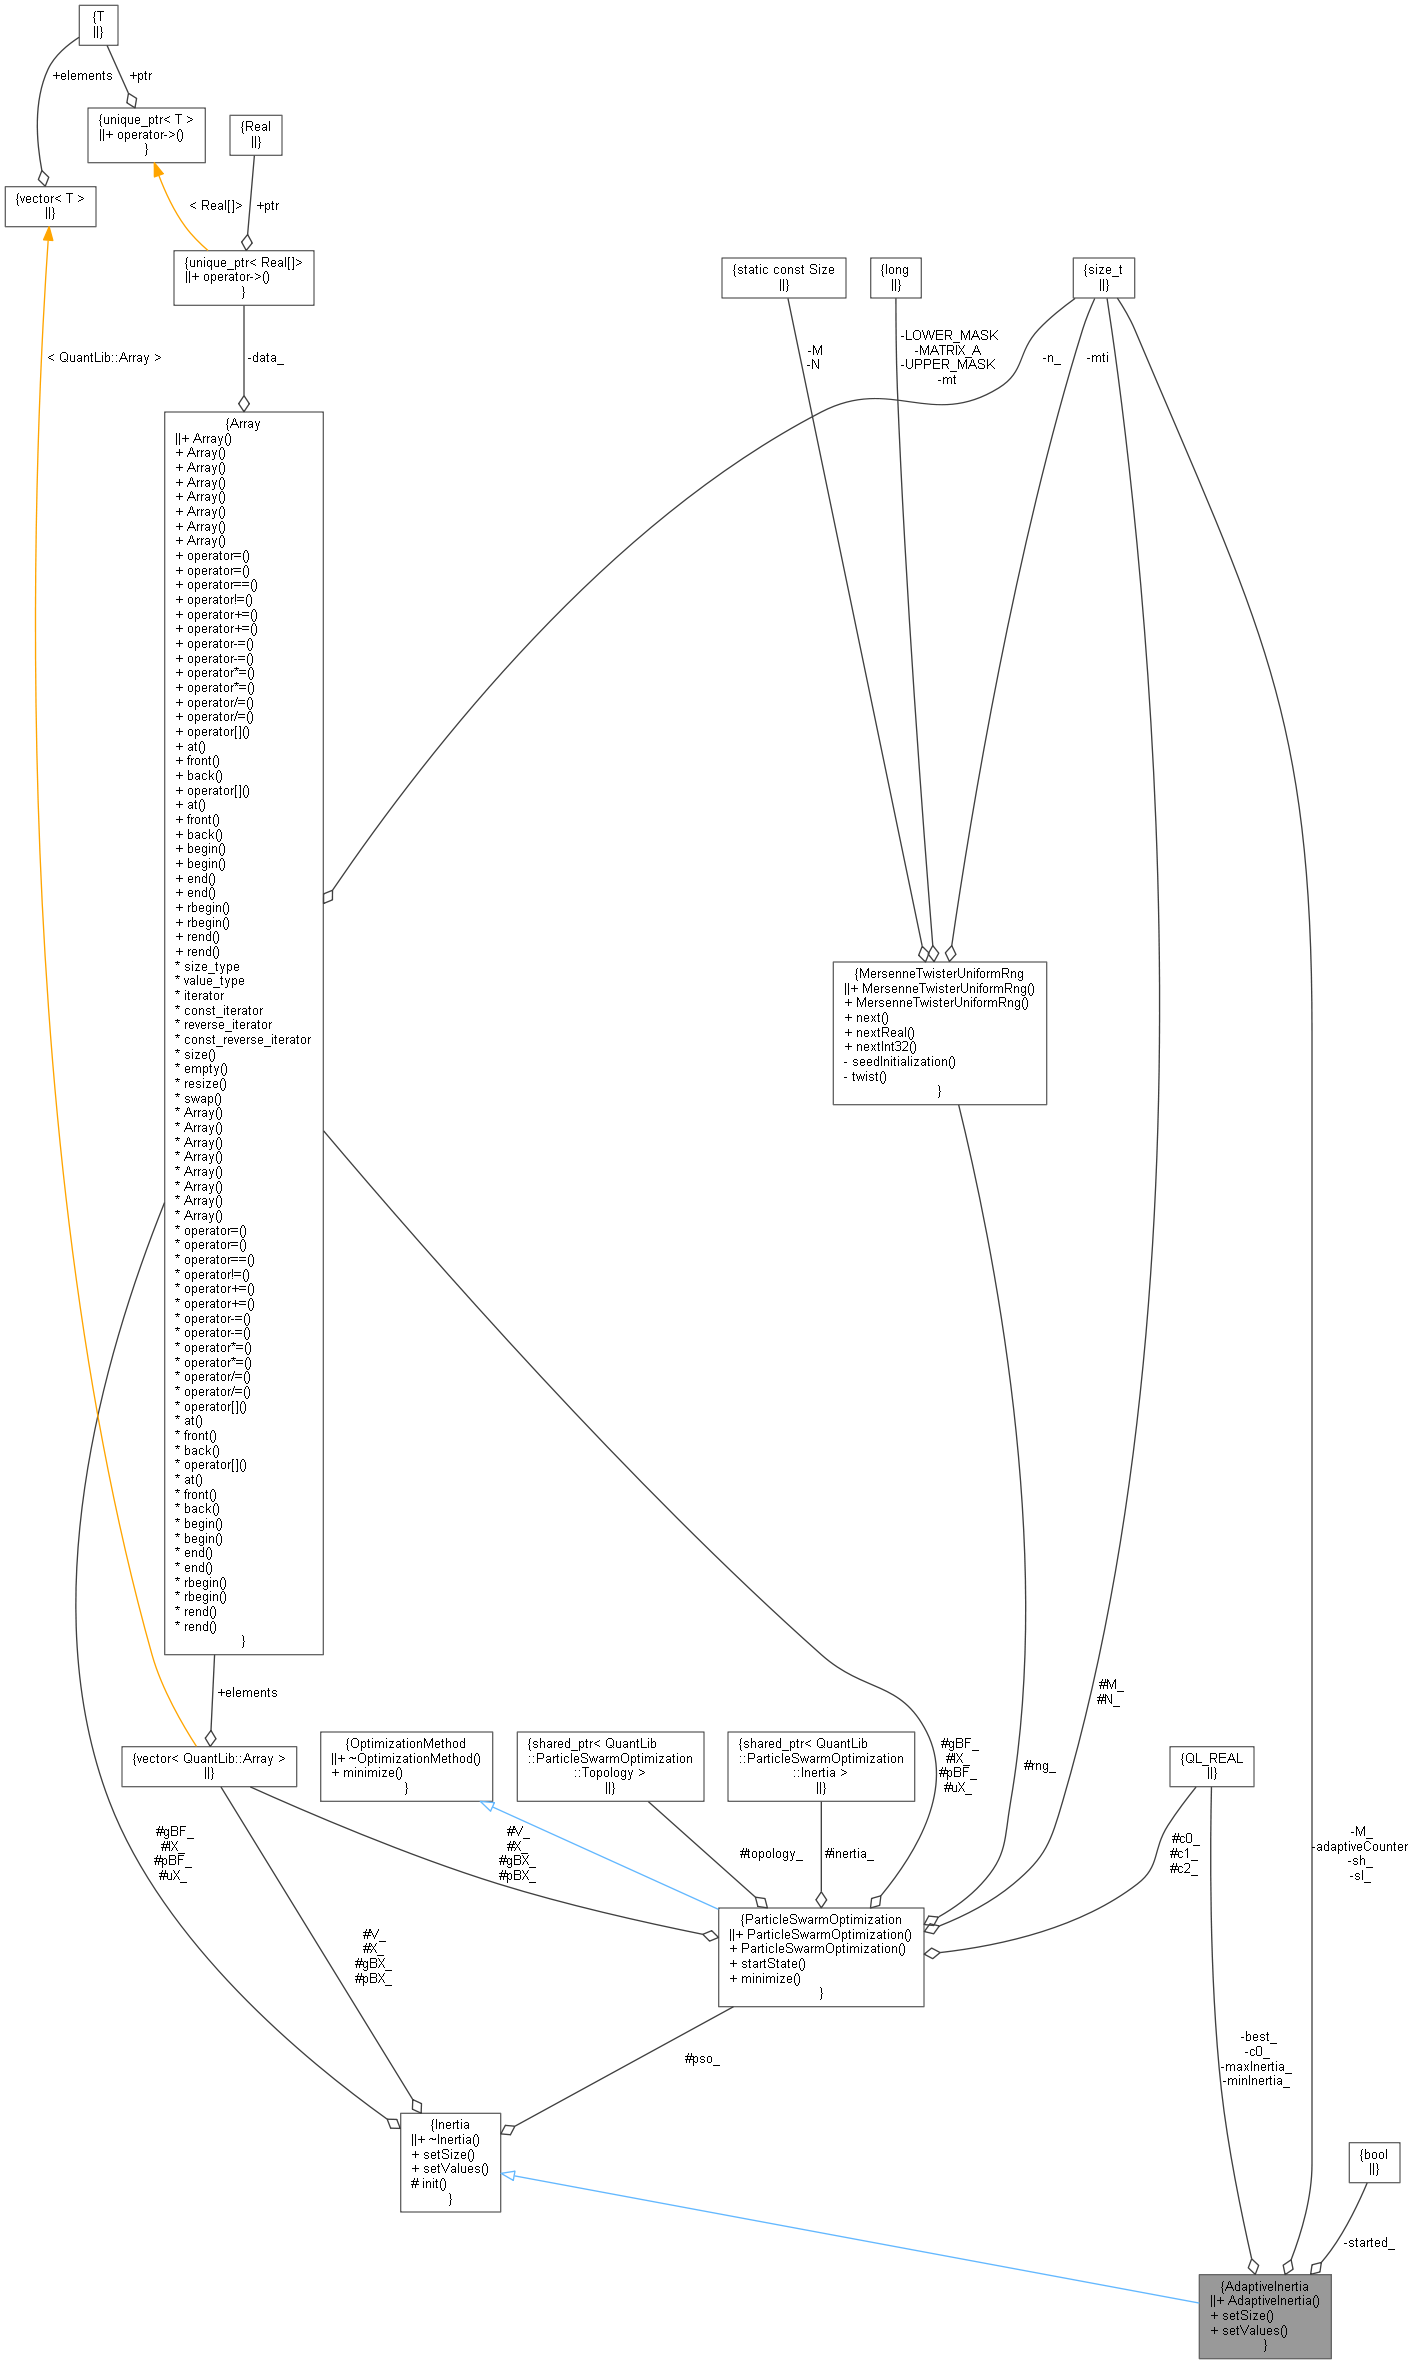 {T
||}
+elements
+ptr
{unique_ptr< T >
||+ operator->()
}
{Real
||}
{vector< T >
||}
< Real[]>
+ptr
{unique_ptr< Real[]>
||+ operator->()
}
{static const Size
||}
{long
||}
{size_t
||}
< QuantLib::Array >
-data_
-M
-N
-LOWER_MASK
-MATRIX_A
-UPPER_MASK
-mt
-n_
-mti
{Array
||+ Array()
+ Array()
+ Array()
+ Array()
+ Array()
+ Array()
+ Array()
+ Array()
+ operator=()
+ operator=()
+ operator==()
+ operator!=()
+ operator+=()
+ operator+=()
+ operator-=()
+ operator-=()
+ operator*=()
+ operator*=()
+ operator/=()
+ operator/=()
+ operator[]()
+ at()
+ front()
+ back()
+ operator[]()
+ at()
+ front()
+ back()
+ begin()
+ begin()
+ end()
+ end()
+ rbegin()
+ rbegin()
+ rend()
+ rend()
* size_type
* value_type
* iterator
* const_iterator
* reverse_iterator
* const_reverse_iterator
* size()
* empty()
* resize()
* swap()
* Array()
* Array()
* Array()
* Array()
* Array()
* Array()
* Array()
* Array()
* operator=()
* operator=()
* operator==()
* operator!=()
* operator+=()
* operator+=()
* operator-=()
* operator-=()
* operator*=()
* operator*=()
* operator/=()
* operator/=()
* operator[]()
* at()
* front()
* back()
* operator[]()
* at()
* front()
* back()
* begin()
* begin()
* end()
* end()
* rbegin()
* rbegin()
* rend()
* rend()
}
{MersenneTwisterUniformRng
||+ MersenneTwisterUniformRng()
+ MersenneTwisterUniformRng()
+ next()
+ nextReal()
+ nextInt32()
- seedInitialization()
- twist()
}
+elements
#M_
#N_
{vector< QuantLib::Array >
||}
{OptimizationMethod
||+ ~OptimizationMethod()
+ minimize()
}
{shared_ptr< QuantLib
::ParticleSwarmOptimization
::Topology >
||}
{shared_ptr< QuantLib
::ParticleSwarmOptimization
::Inertia >
||}
#gBF_
#lX_
#pBF_
#uX_
#rng_
{QL_REAL
||}
#gBF_
#lX_
#pBF_
#uX_
#V_
#X_
#gBX_
#pBX_
#topology_
#inertia_
#c0_
#c1_
#c2_
-M_
-adaptiveCounter
-sh_
-sl_
{ParticleSwarmOptimization
||+ ParticleSwarmOptimization()
+ ParticleSwarmOptimization()
+ startState()
+ minimize()
}
#V_
#X_
#gBX_
#pBX_
#pso_
-best_
-c0_
-maxInertia_
-minInertia_
{Inertia
||+ ~Inertia()
+ setSize()
+ setValues()
# init()
}
{bool
||}
-started_
{AdaptiveInertia
||+ AdaptiveInertia()
+ setSize()
+ setValues()
}